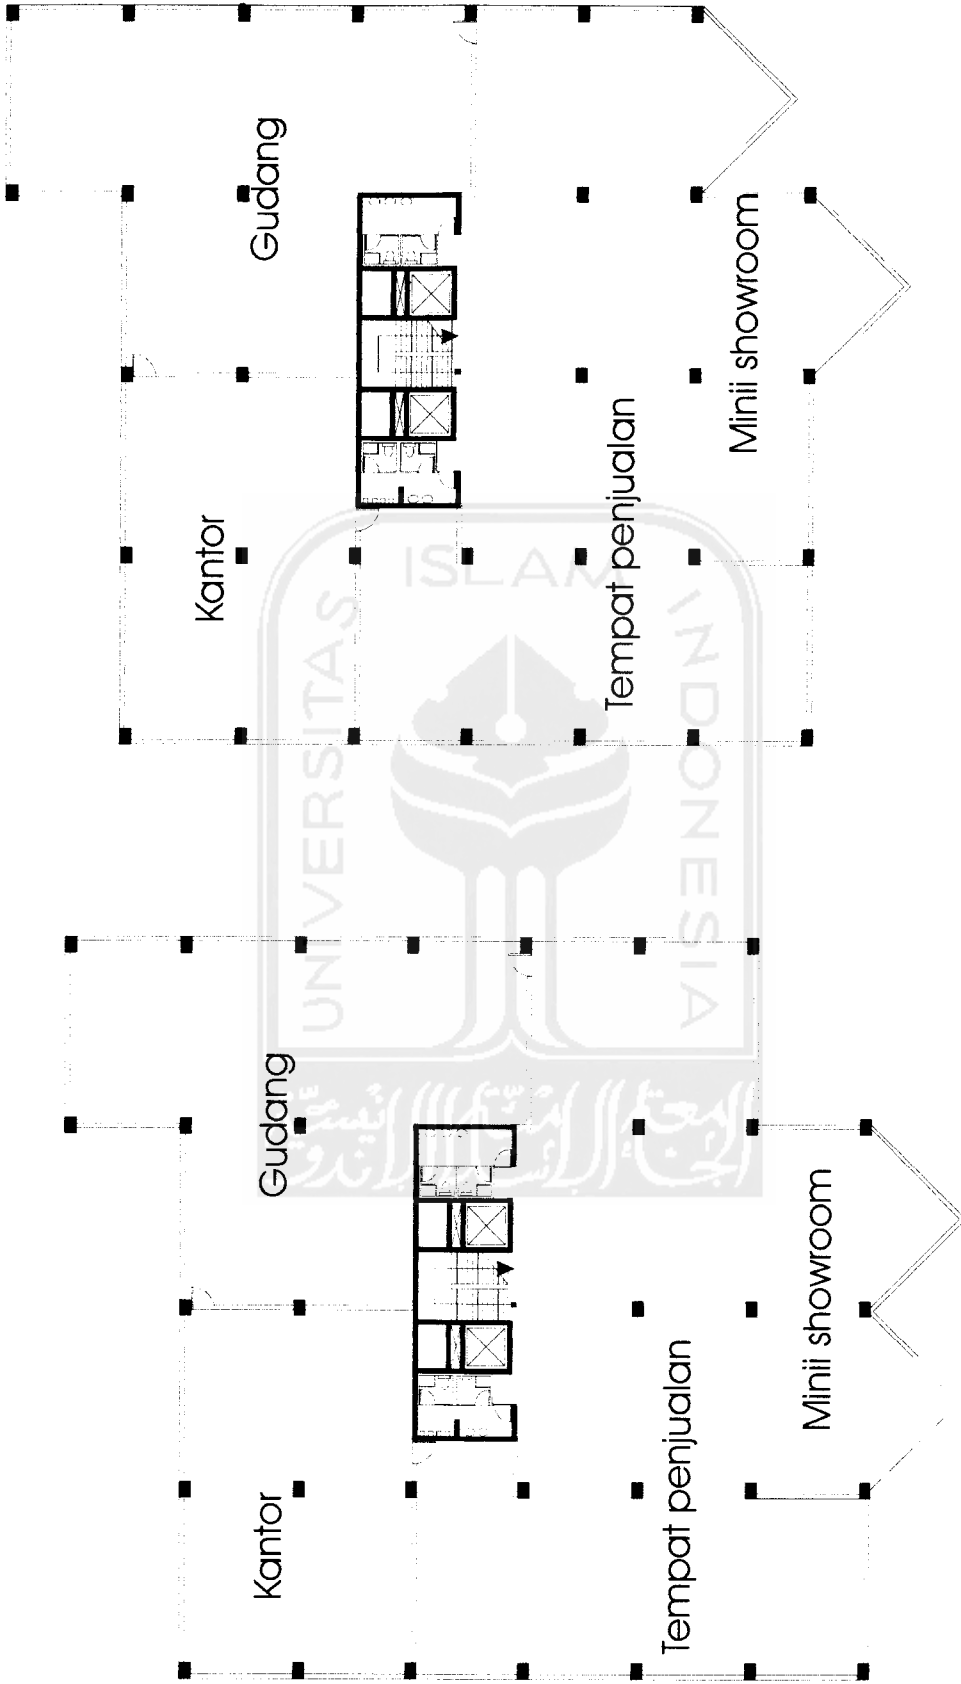 Kantor
Gudang
Tempat penjualan
Minii showroom
Kantor
Gudang
Tempat penjualan
Minii showroom
UNIVERSITAS
ISLAM
INDONESIA